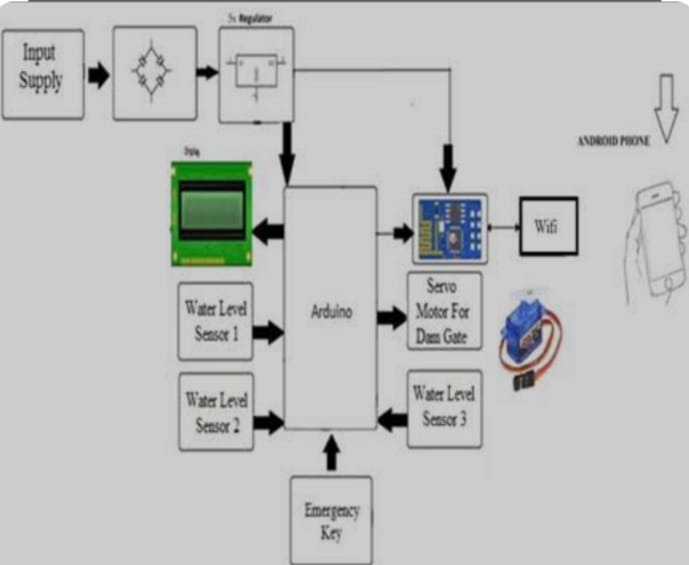 5v Regulator
Input
Supply
ANDROID PHONE
Display
Wifi
Water Level
Sensor 1
Arduino
Servo
Motor For
Dam Gate
Water Level
Sensor 2
Water Level
Sensor 3
Emergency
Key